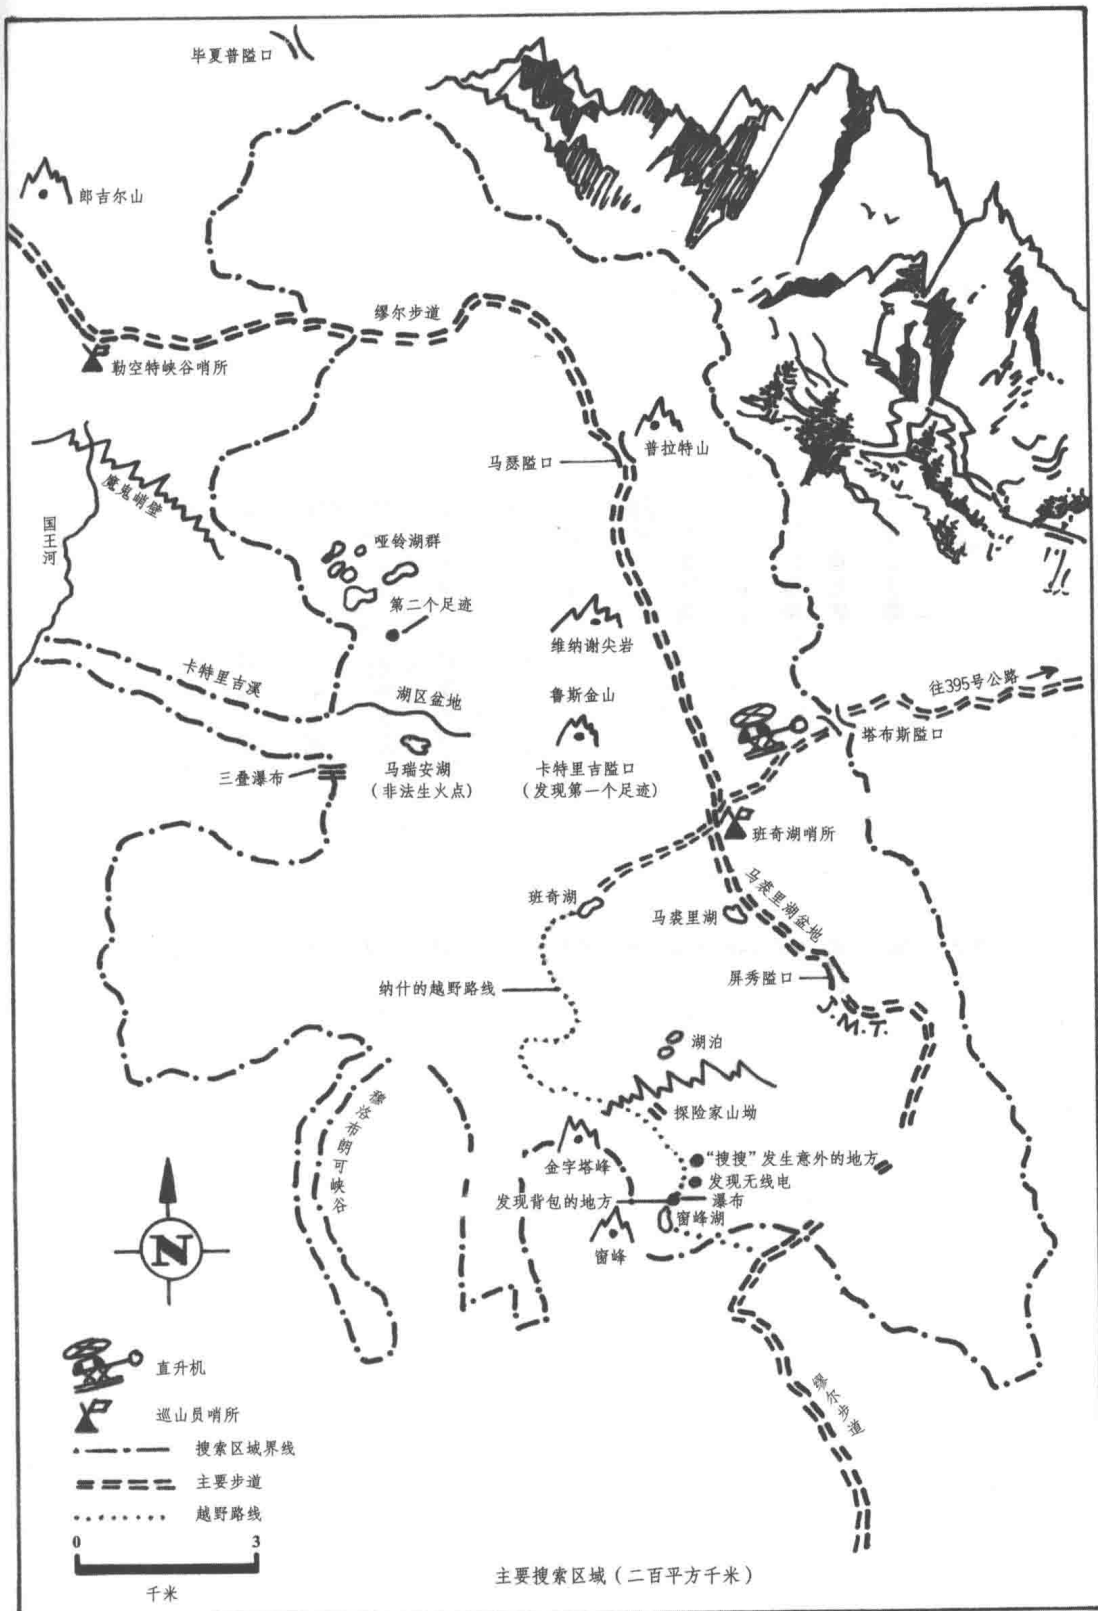 毕夏普隘口
郎吉尔山
缪尔步道
勒空特峡谷哨所
普拉特山
马瑟隘口
魔鬼峭壁
国王河
哑铃湖群
第二个足迹
维纳谢尖岩
卡特里吉溪
湖区盆地
鲁斯金山
往395号公路
塔布斯隘口
三叠瀑布
马瑞安湖
（非法生火点）
卡特里吉隘口
（发现第一个足迹）
班奇湖哨所
班奇湖
马裘里湖
马裘里湖盆地
屏秀隘口
纳什的越野路线
J.M.T.
湖泊
探险家山坳
穆洛布朗可峡谷
金字塔峰
“搜搜”发生意外的地方
发现无线电
发现背包的地方
瀑布
窗峰湖
窗峰
N
直升机
巡山员哨所
搜索区域界线
主要步道
越野路线
0 3
千米
缪尔步道
主要搜索区域（二百平方千米）